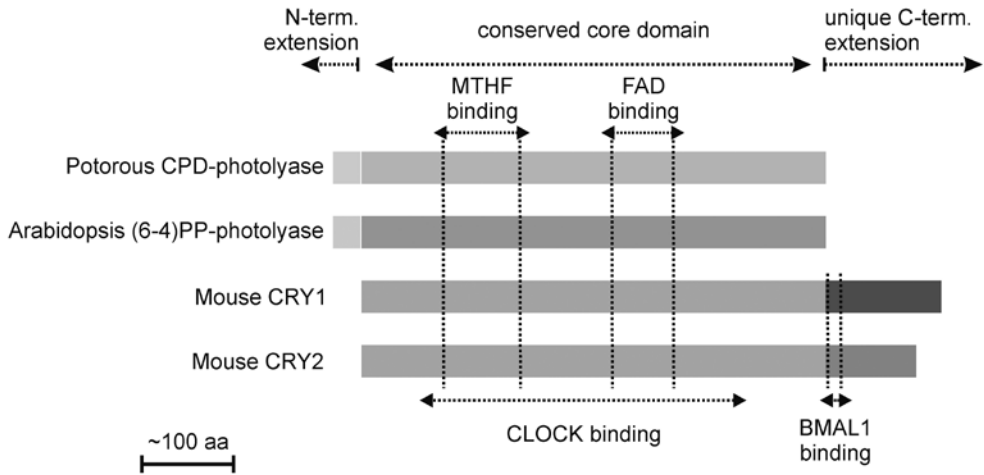 N-term.
extension
conserved core domain
unique C-term.
extension
MTHF
binding
FAD
binding
Potorous CPD-photolyase
Arabidopsis (6-4)PP-photolyase
Mouse CRY1
Mouse CRY2
CLOCK binding
BMAL1
binding
~100 aa